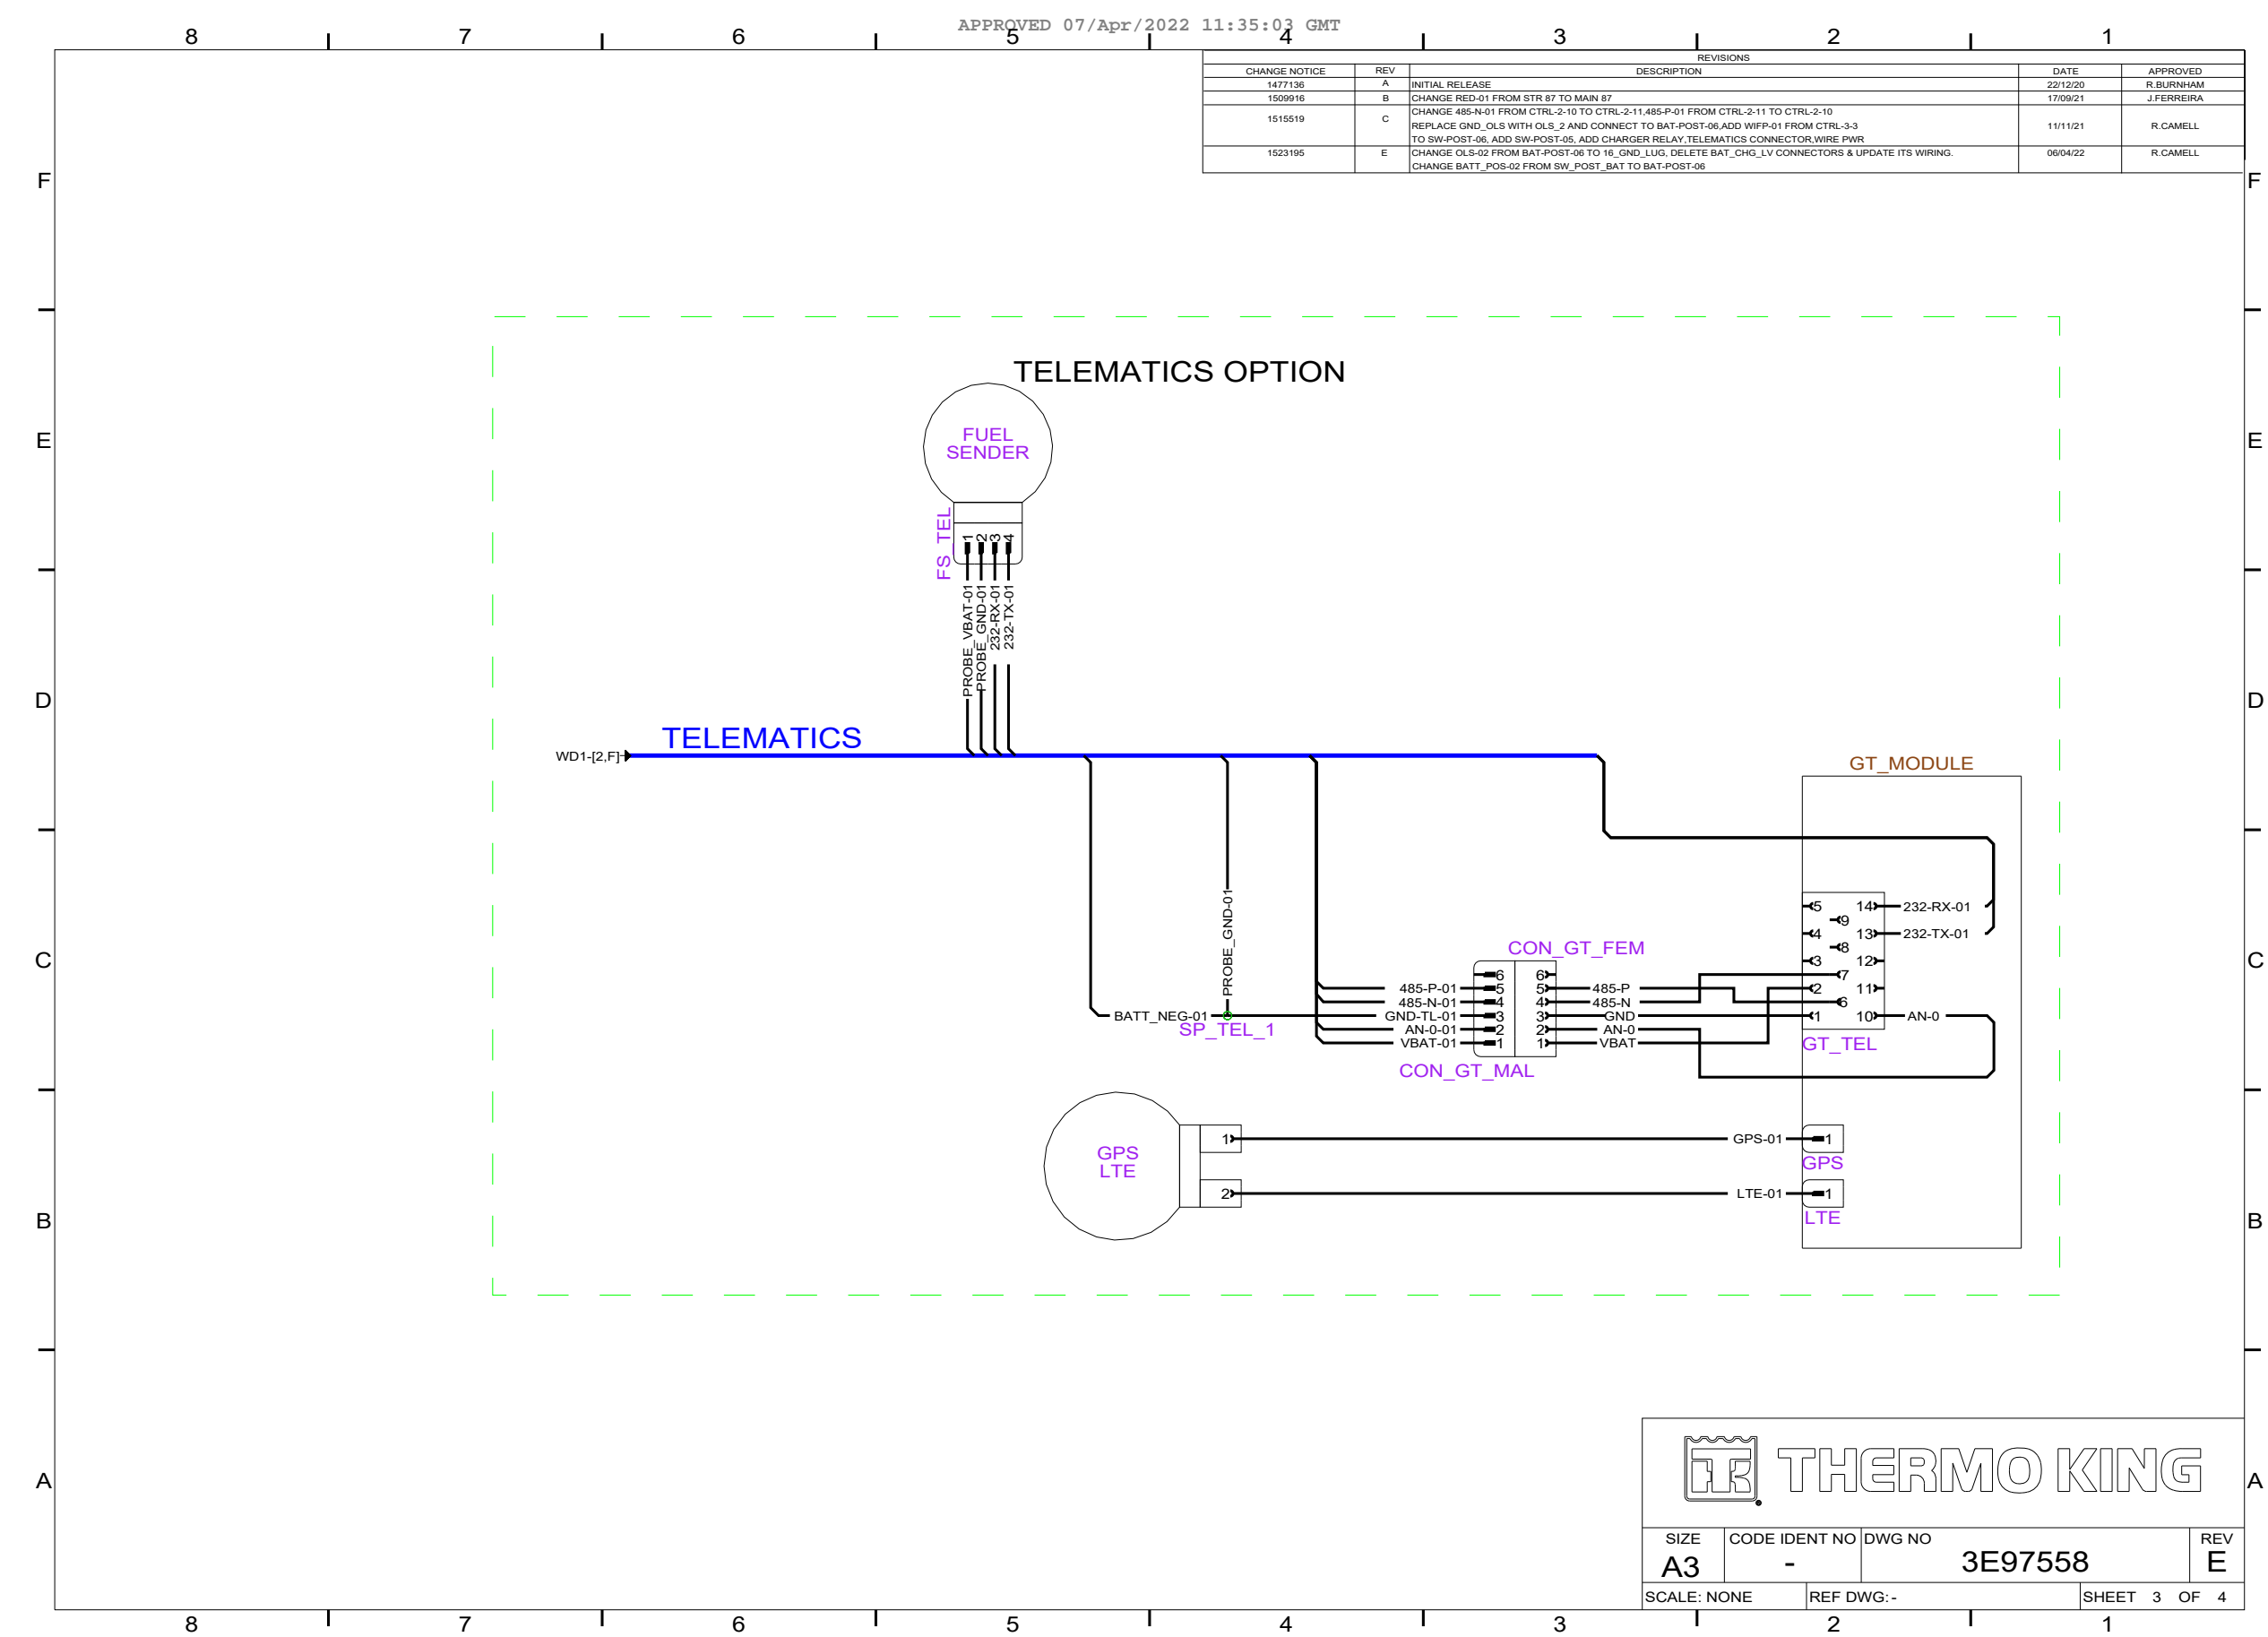 APPROVED 07/Apr/2022 11:35:03 GMT
8 7 6 5 4 3 2 1
REVISIONS
CHANGE NOTICE REV DESCRIPTION DATE APPROVED
1477136 A INITIAL RELEASE 22/12/20 R.BURNHAM
1509916 B CHANGE RED-01 FROM STR 87 TO MAIN 87 17/09/21 J.FERREIRA
CHANGE 485-N-01 FROM CTRL-2-10 TO CTRL-2-11,485-P-01 FROM CTRL-2-11 TO CTRL-2-10
1515519 C REPLACE GND_OLS WITH OLS_2 AND CONNECT TO BAT-POST-06,ADD WIFP-01 FROM CTRL-3-3 11/11/21 R.CAMELL
TO SW-POST-06, ADD SW-POST-05, ADD CHARGER RELAY,TELEMATICS CONNECTOR,WIRE PWR
1523195 E CHANGE OLS-02 FROM BAT-POST-06 TO 16_GND_LUG, DELETE BAT_CHG_LV CONNECTORS & UPDATE ITS WIRING. 06/04/22 R.CAMELL
CHANGE BATT_POS-02 FROM SW_POST_BAT TO BAT-POST-06
F F
TELEMATICS OPTION
E E
FUEL
SENDER
FS_TEL
1 2 3 4
PROBE_VBAT-01
PROBE_GND-01
232-RX-01
232-TX-01
D D
TELEMATICS
WD1-[2,F]
GT_MODULE
PROBE_GND-01
5 14 232-RX-01
9
4 13 232-TX-01
8
CON_GT_FEM
C C
3 12
6 6 7
485-P-01 5 5 485-P 2 11
485-N-01 4 4 485-N 6
BATT_NEG-01 GND-TL-01 3 3 GND 1 10 AN-0
SP_TEL_1 AN-0-01 2 2 AN-0
VBAT-01 1 1 VBAT GT_TEL
CON_GT_MAL
1 GPS-01 1
GPS
LTE
GPS
2 LTE-01 1
LTE
B B
A A
TK
THERMO KING
SIZE CODE IDENT NO DWG NO REV
A3 - 3E97558 E
SCALE: NONE REF DWG:- SHEET 3 OF 4
8 7 6 5 4 3 2 1